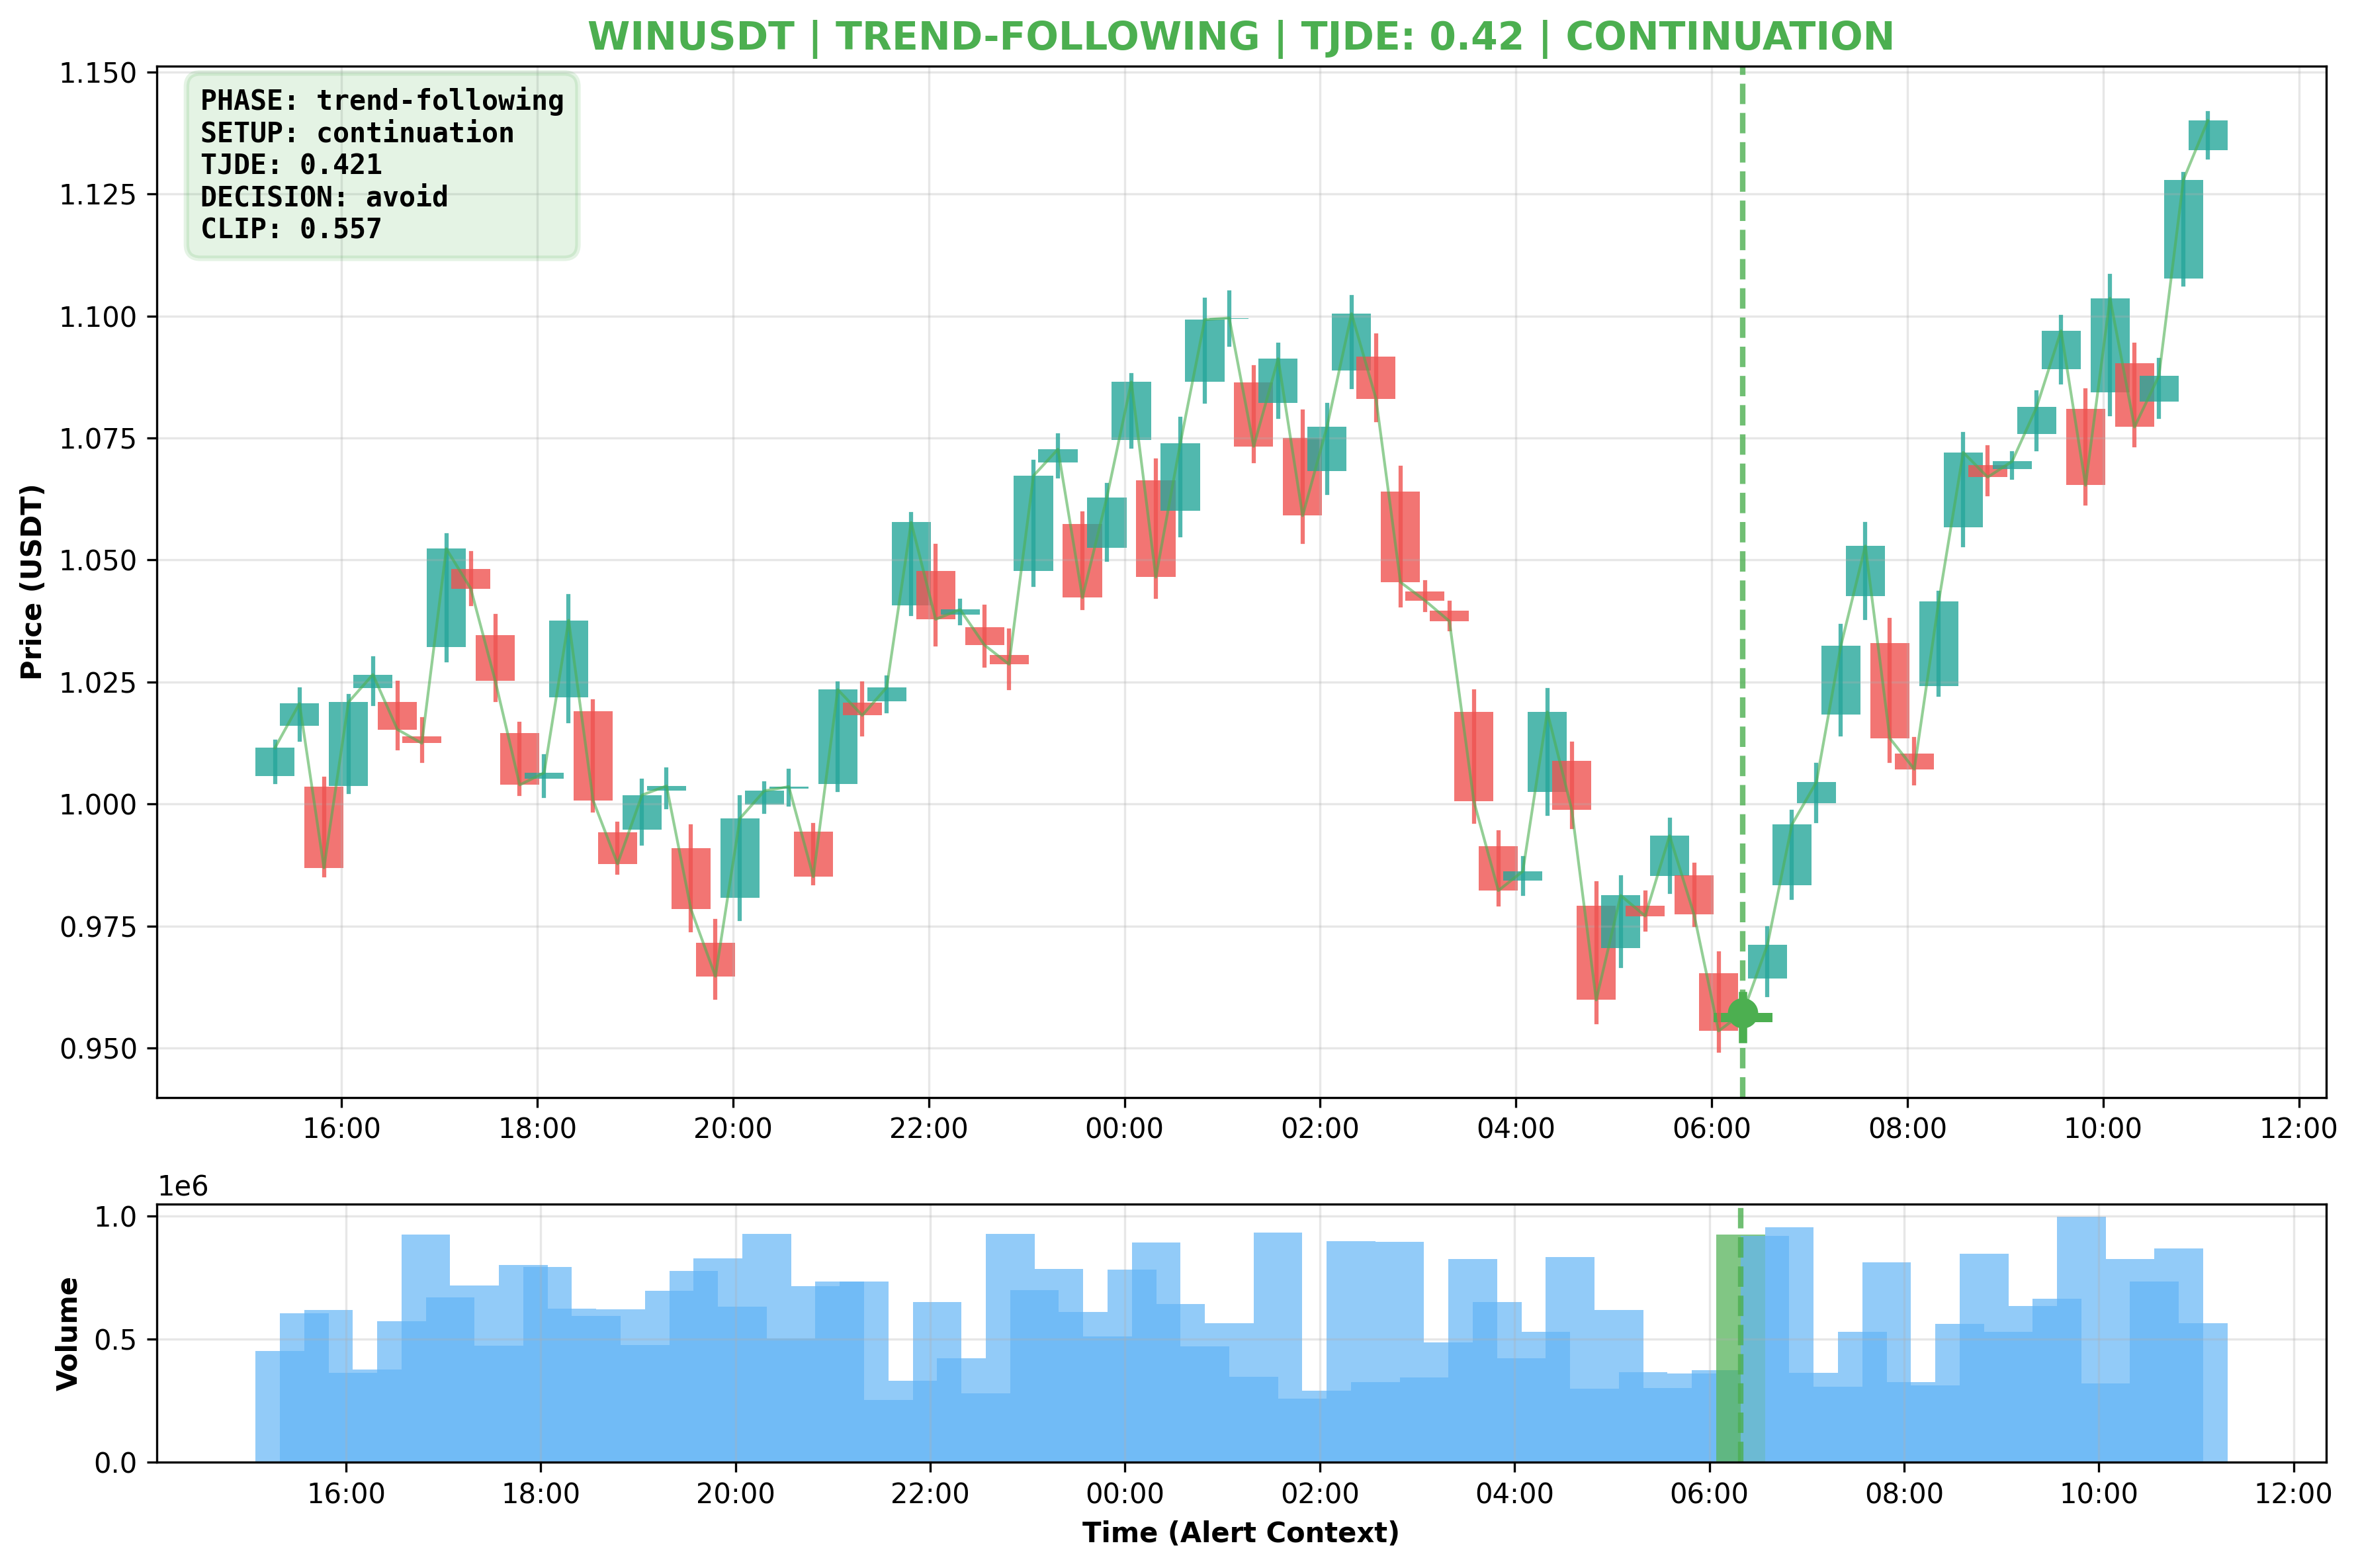 WINUSDT | TREND-FOLLOWING | TJDE: 0.42 | CONTINUATION
PHASE: trend-following
SETUP: continuation
TJDE: 0.421
DECISION: avoid
CLIP: 0.557
Price (USDT)
1.150
1.125
1.100
1.075
1.050
1.025
1.000
0.975
0.950
16:00 18:00 20:00 22:00 00:00 02:00 04:00 06:00 08:00 10:00 12:00
1e6
Volume
1.0
0.5
0.0
16:00 18:00 20:00 22:00 00:00 02:00 04:00 06:00 08:00 10:00 12:00
Time (Alert Context)